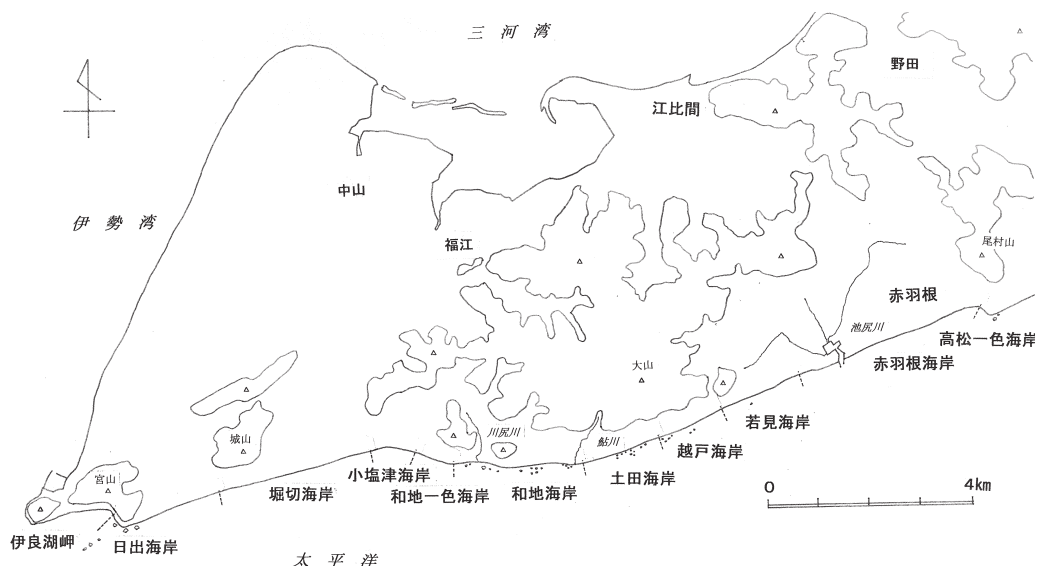 三河湾
野田
江比間
中山
伊勢湾
尾村山
福江
赤羽根
池尻川
高松一色海岸
赤羽根海岸
大山
若見海岸
城山
川尻川
鮎川
越戸海岸
小塩津海岸
土田海岸
宮山
堀切海岸
和地一色海岸
和地海岸
0 4km
伊良湖岬
日出海岸
太平洋